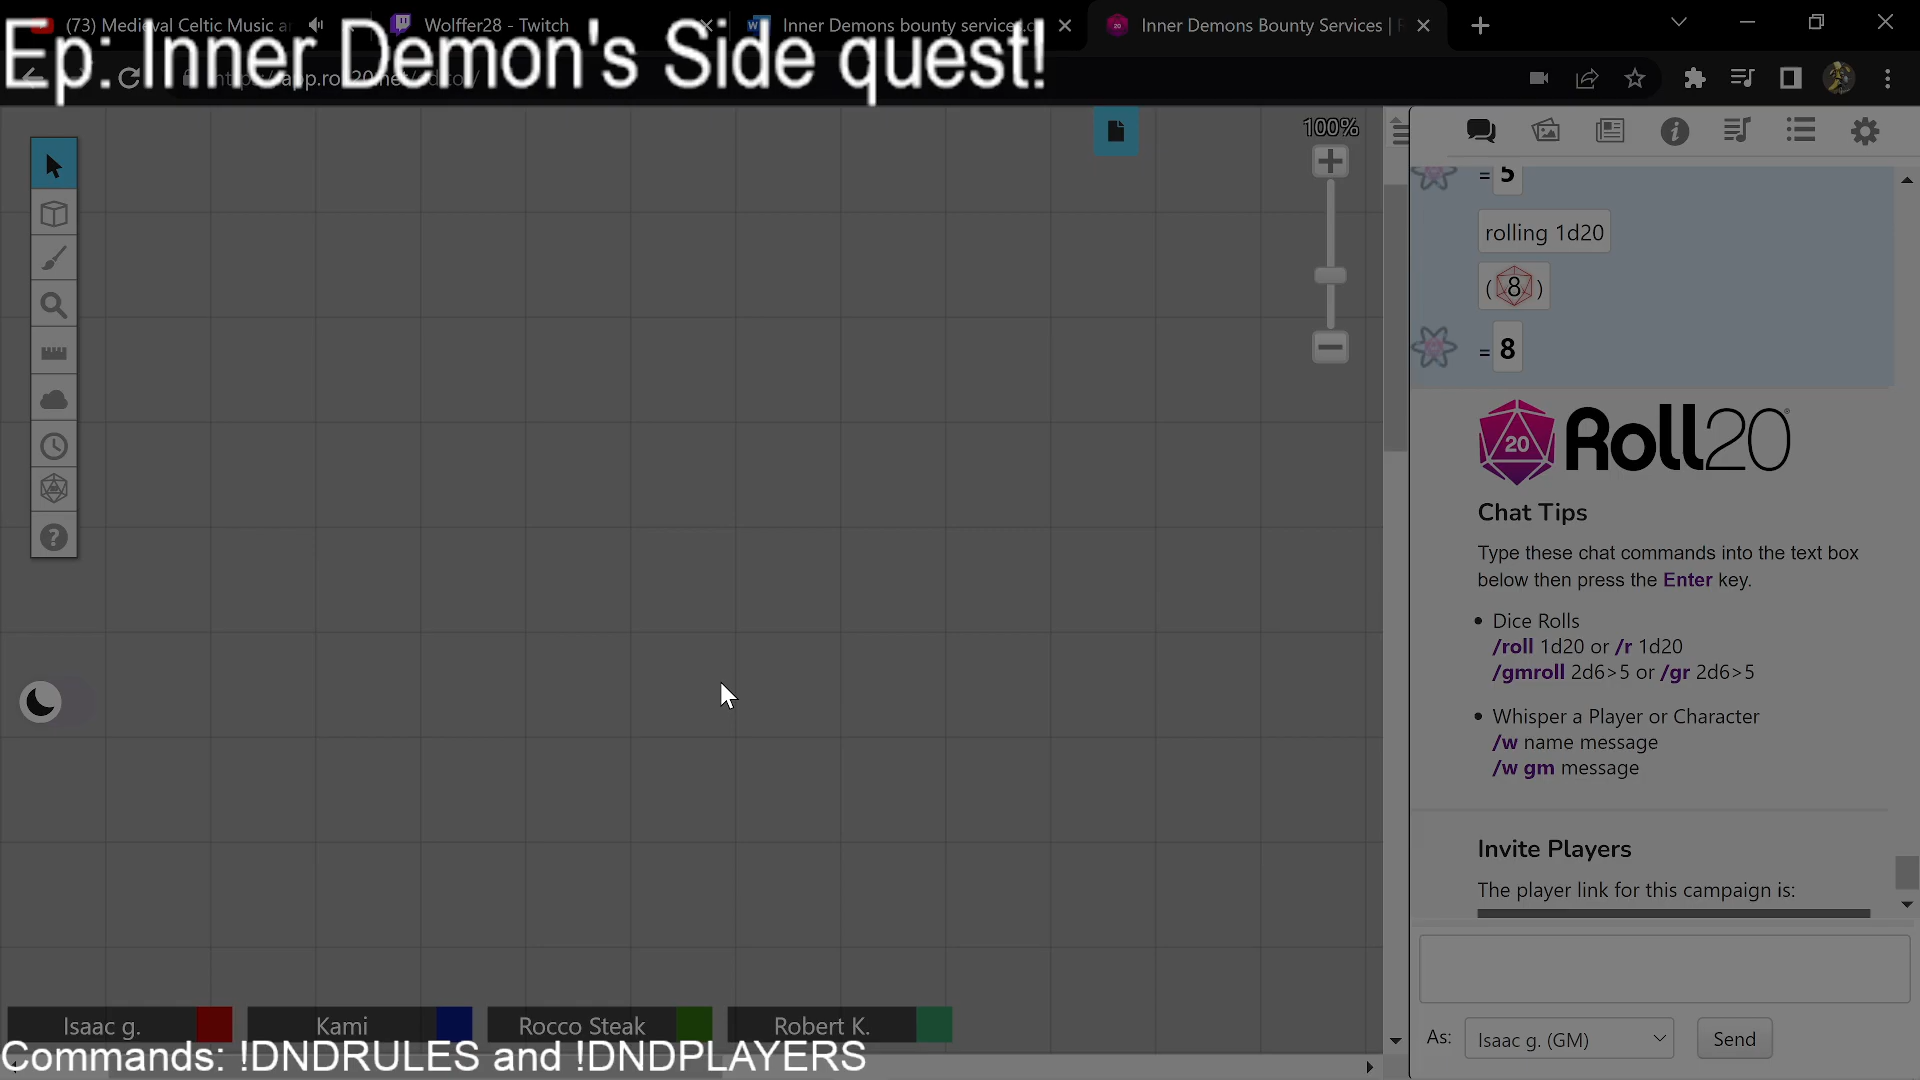 (73) Medieval Celtic Music a
Wolffer28 - Twitch
Inner Demons bounty services.
Inner Demons Bounty Services |
Ep: Inner Demon's Side quest!
100%
= 5
rolling 1d20
(8)
= 8
20
Roll20
Chat Tips
Type these chat commands into the text box
below then press the Enter key.
• Dice Rolls
/roll 1d20 or /r 1d20
/gmroll 2d6>5 or /gr 2d6>5
• Whisper a Player or Character
/w name message
/w gm message
Invite Players
The player link for this campaign is:
As:
Isaac g. (GM)
Send
Isaac g.
Kami
Rocco Steak
Robert K.
Commands: !DNDRULES and !DNDPLAYERS